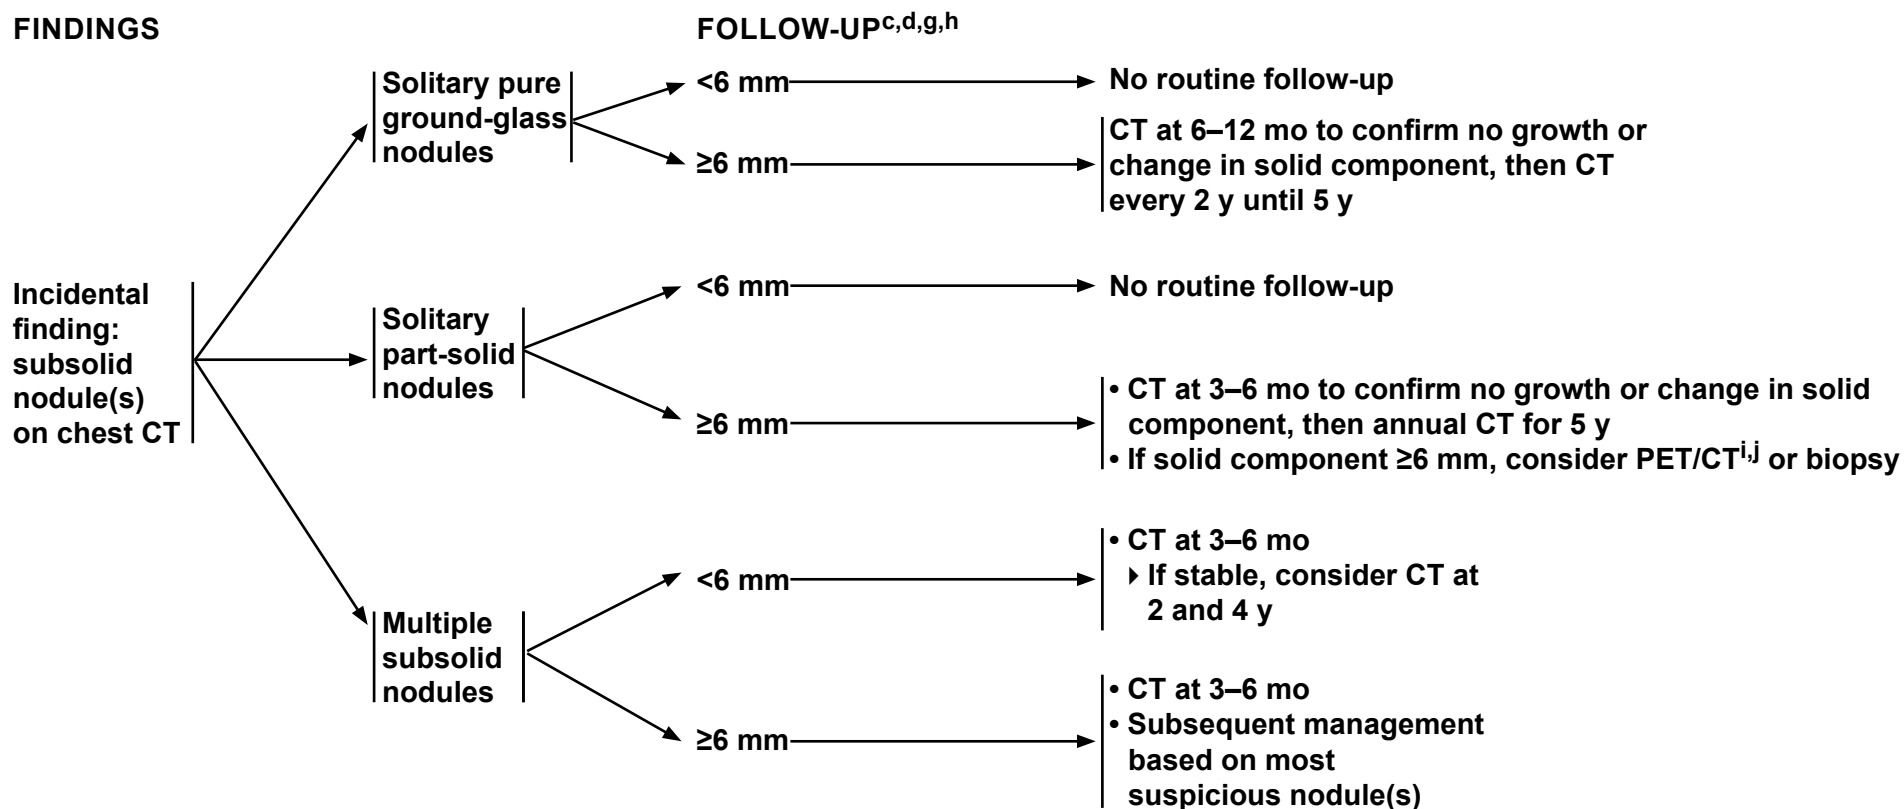 FINDINGS
FOLLOW-UPc,d,g,h
Incidental
finding:
subsolid
nodule(s)
on chest CT
Solitary pure
ground-glass
nodules
<6 mm
No routine follow-up
≥6 mm
CT at 6–12 mo to confirm no growth or
change in solid component, then CT
every 2 y until 5 y
Solitary
part-solid
nodules
<6 mm
No routine follow-up
≥6 mm
• CT at 3–6 mo to confirm no growth or change in solid
component, then annual CT for 5 y
• If solid component ≥6 mm, consider PET/CTi,j or biopsy
Multiple
subsolid
nodules
<6 mm
• CT at 3–6 mo
‣ If stable, consider CT at
2 and 4 y
≥6 mm
• CT at 3–6 mo
• Subsequent management
based on most
suspicious nodule(s)